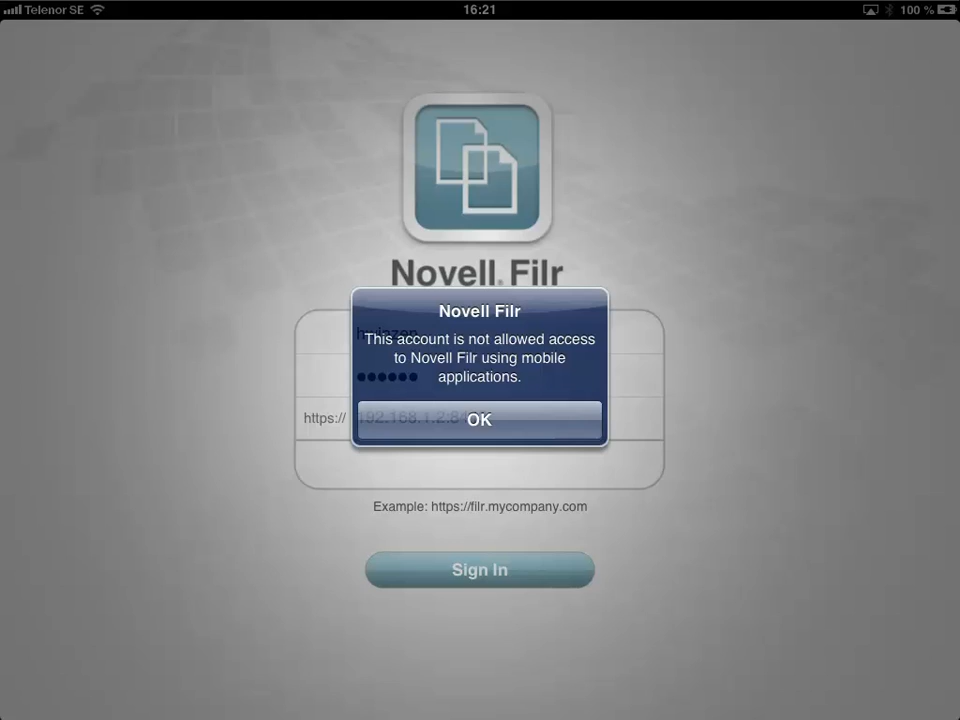 Telenor SE
16:21
100 %
Novell Filr
Novell Filr
This account is not allowed access
to Novell Filr using mobile
applications.
https://
OK
Example: https://filr.mycompany.com
Sign In